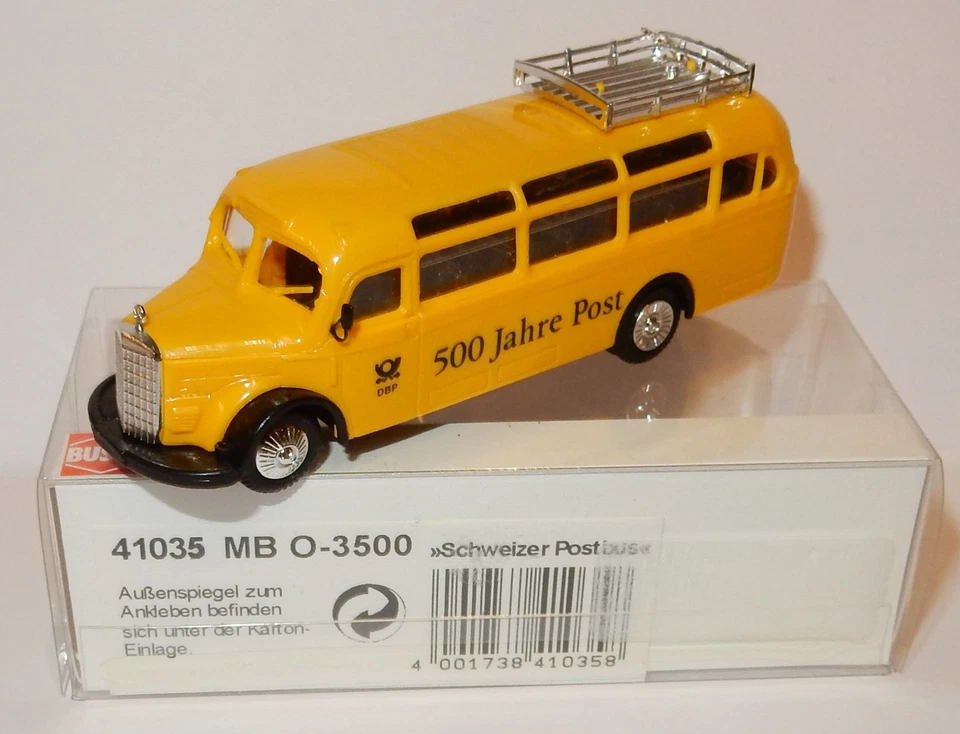 500 Jahre Post
DBP
BUS
41035 MB O-3500 »Schweizer Postbus«
Außenspiegel zum
Ankleben befinden
sich unter der Karton-
Einlage.
4 001738 410358